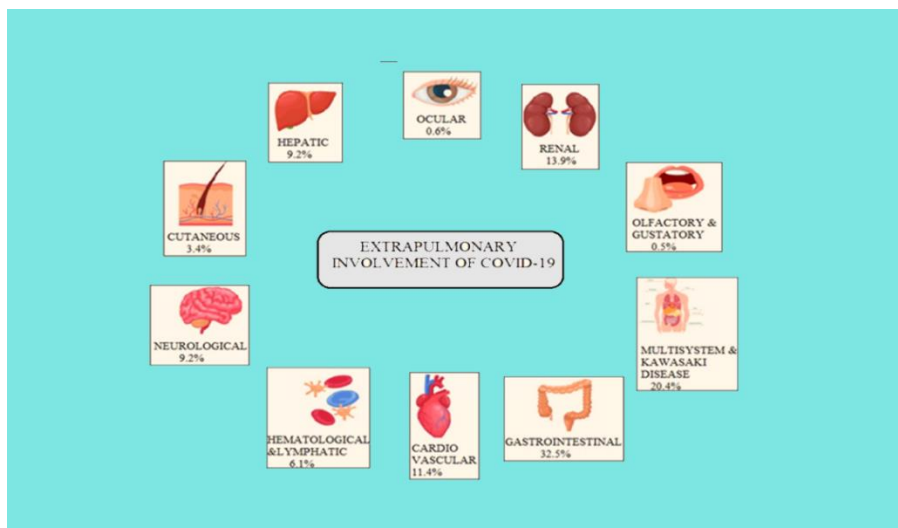 OCULAR
0.6%
HEPATIC
9.2%
RENAL
13.9%
CUTANEOUS
3.4%
OLFACTORY &
GUSTATORY
0.5%
EXTRAPULMONARY
INVOLVEMENT OF COVID-19
NEUROLOGICAL
9.2%
MULTISYSTEM &
KAWASAKI
DISEASE
20.4%
HEMATOLOGICAL
&LYMPHATIC
6.1%
CARDIO
VASCULAR
11.4%
GASTROINTESTINAL
32.5%